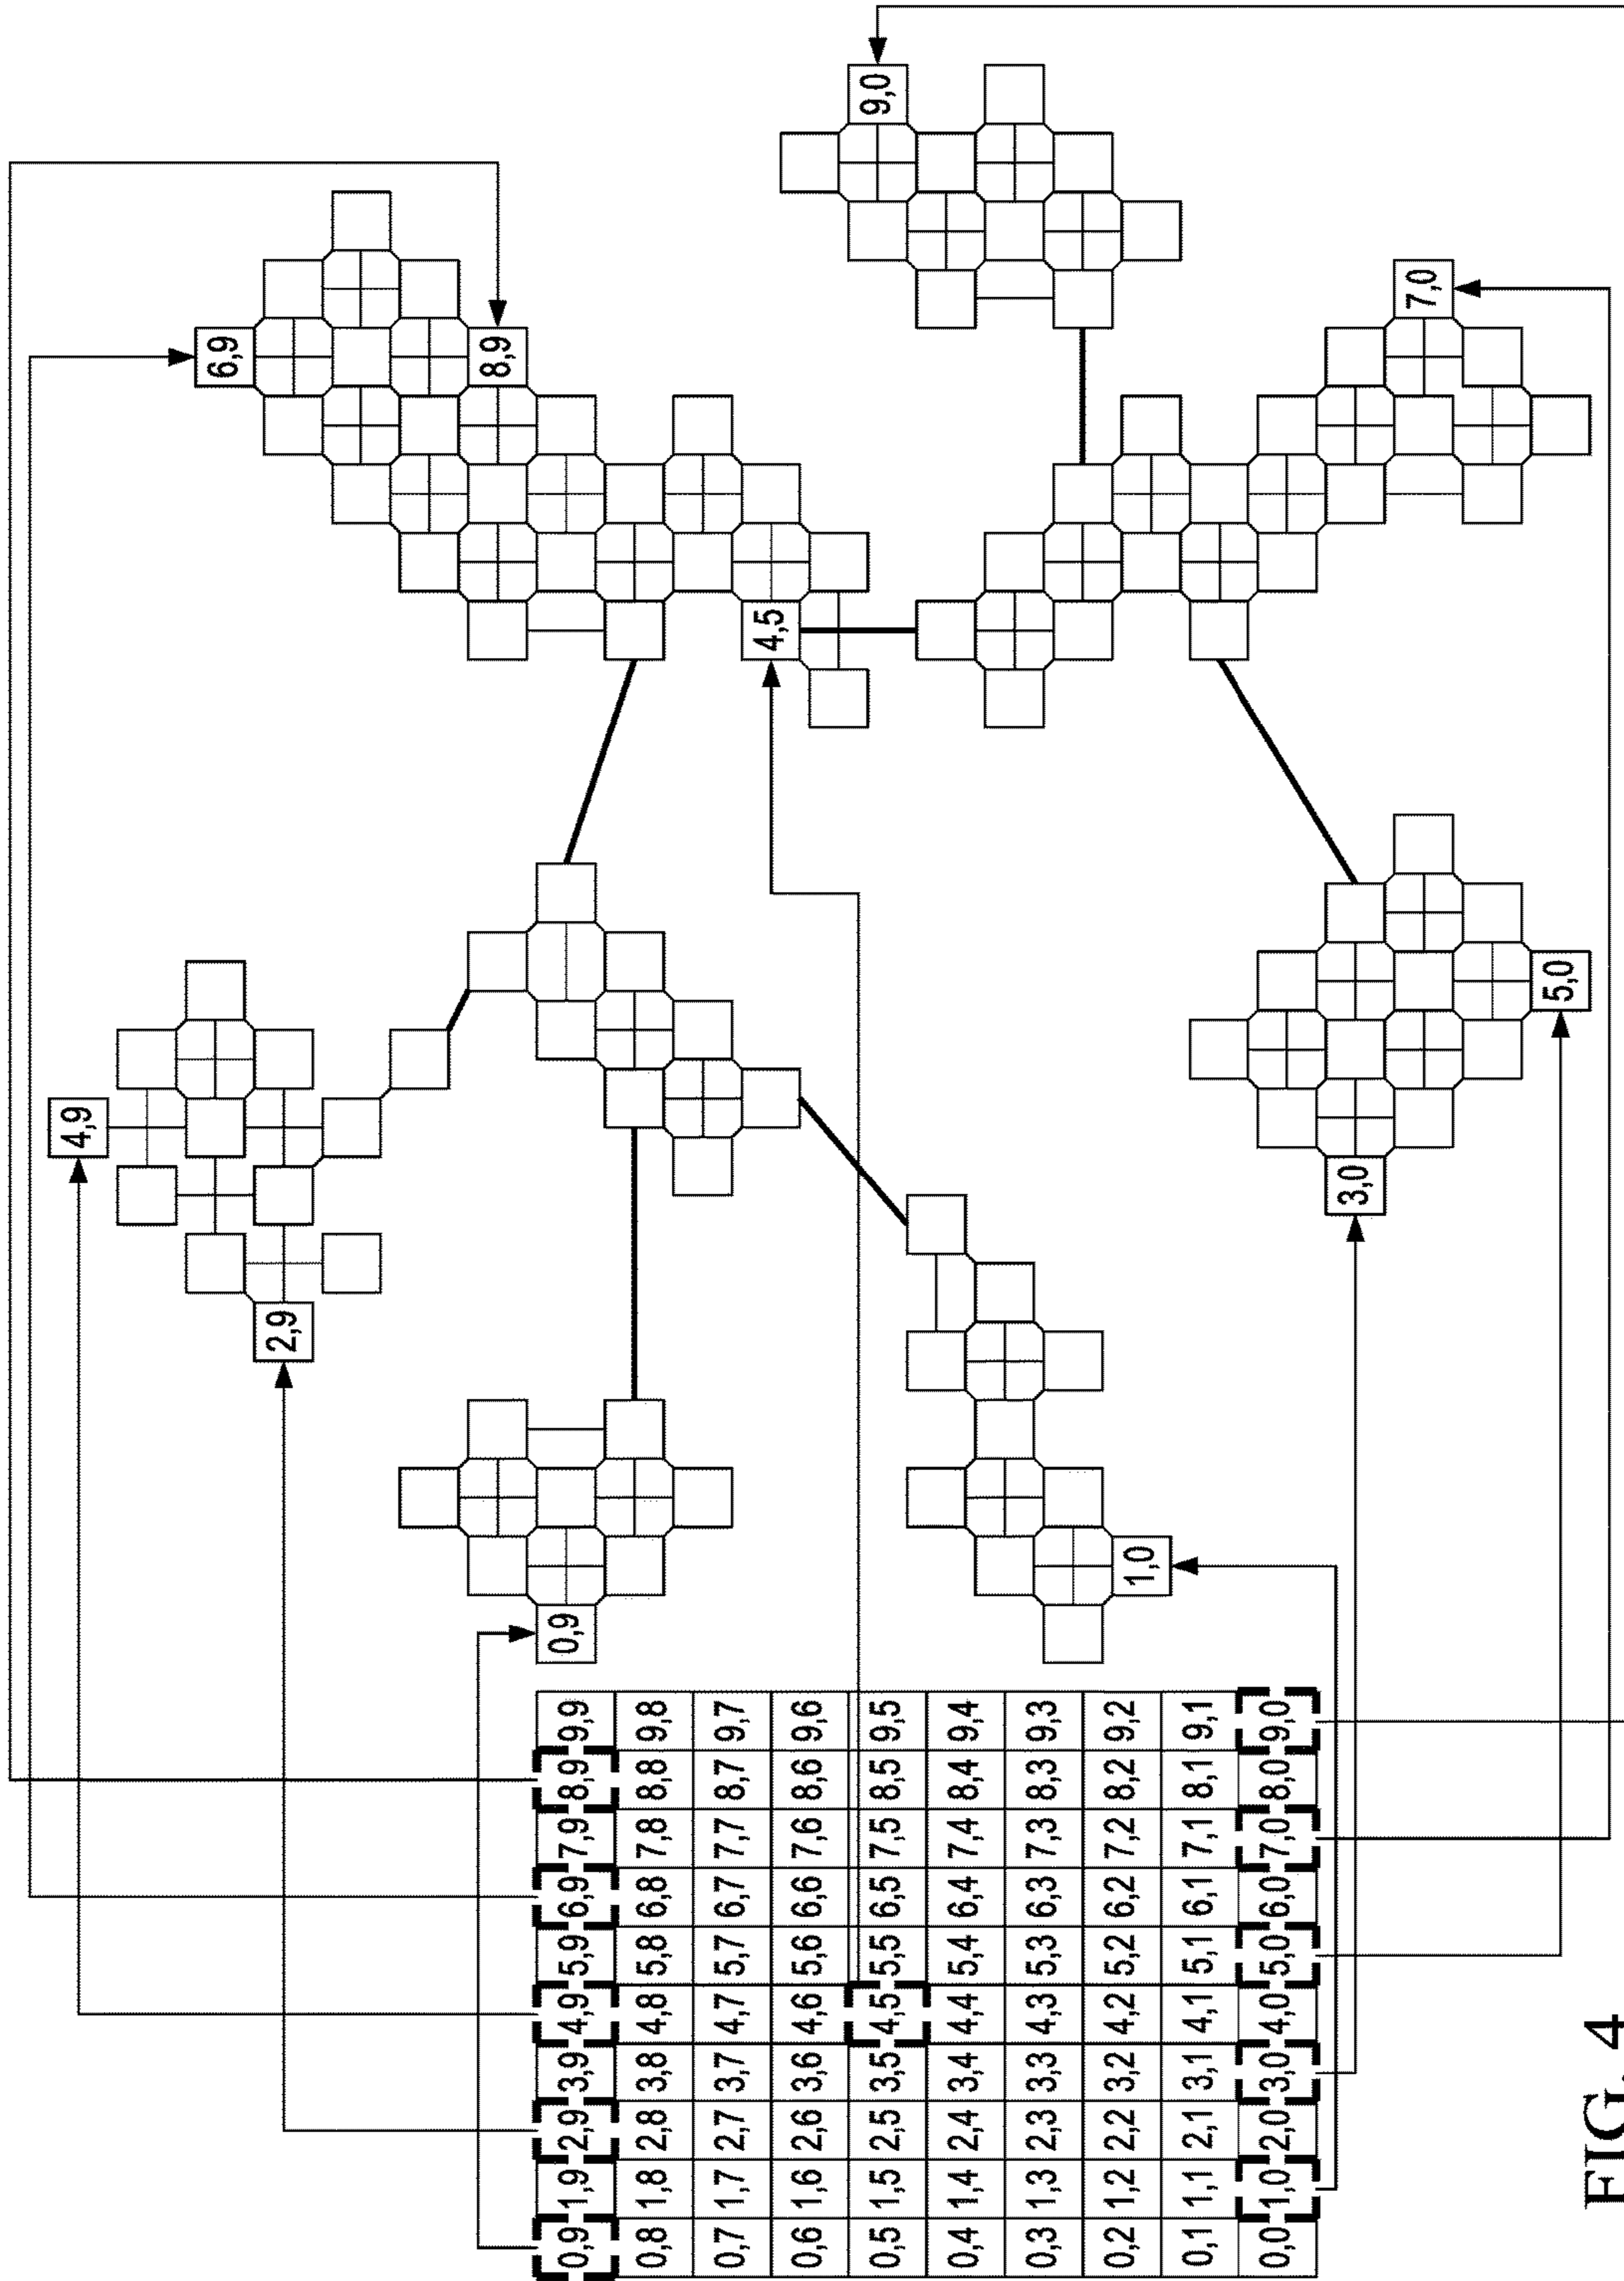 4,9
6,9
2,9
8,9
0,9 1,9 2,9 3,9 4,9 5,9 6,9 7,9 8,9 9,9
0,9
0,8 1,8 2,8 3,8 4,8 5,8 6,8 7,8 8,8 9,8
0,7 1,7 2,7 3,7 4,7 5,7 6,7 7,7 8,7 9,7
0,6 1,6 2,6 3,6 4,6 5,6 6,6 7,6 8,6 9,6
4,5
0,5 1,5 2,5 3,5 4,5 5,5 6,5 7,5 8,5 9,5
9,0
0,4 1,4 2,4 3,4 4,4 5,4 6,4 7,4 8,4 9,4
0,3 1,3 2,3 3,3 4,3 5,3 6,3 7,3 8,3 9,3
0,2 1,2 2,2 3,2 4,2 5,2 6,2 7,2 8,2 9,2
1,0
0,1 1,1 2,1 3,1 4,1 5,1 6,1 7,1 8,1 9,1
0,0 1,0 2,0 3,0 4,0 5,0 6,0 7,0 8,0 9,0
3,0
7,0
5,0
FIG. 4